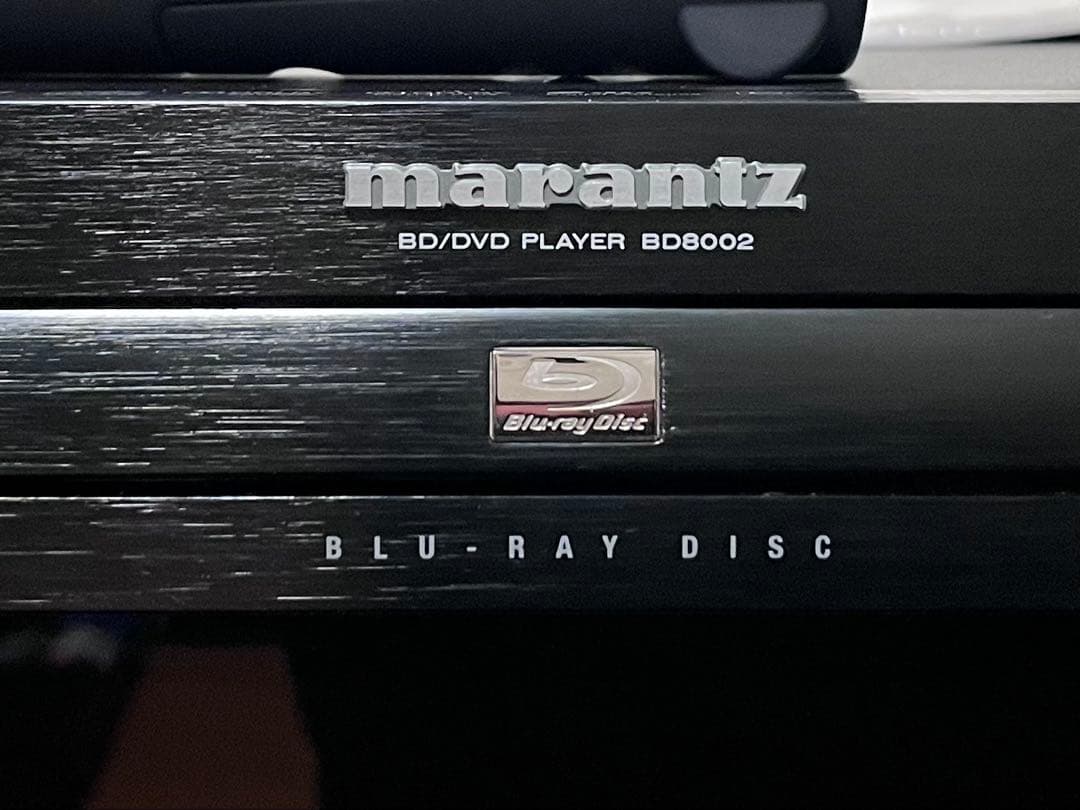 marantz
BD/DVD PLAYER BD8002
Blu-ray Disc
BLU-RAY DISC